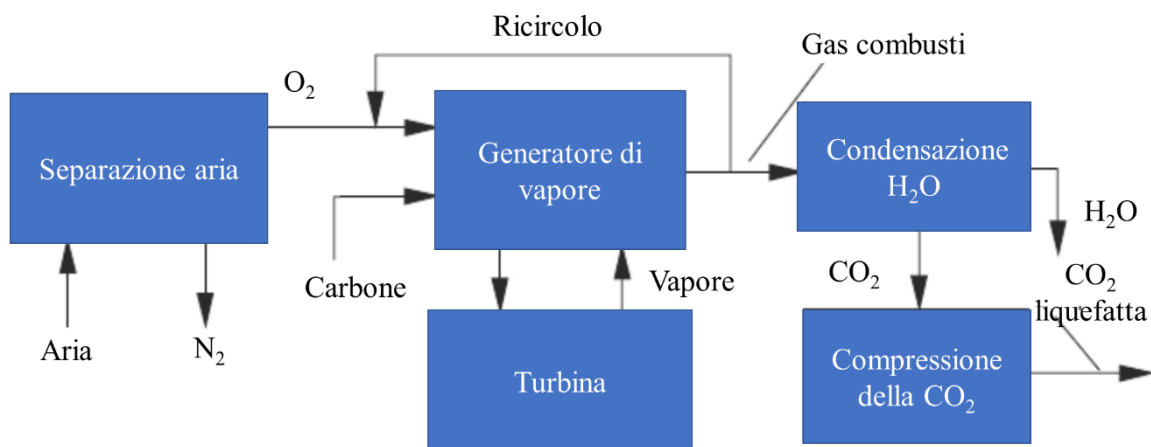 Ricircolo
Gas combusti
O₂
Separazione aria
Generatore di
vapore
Condensazione
H₂O
H₂O
Carbone
Vapore
CO₂
CO₂
liquefatta
Aria
N₂
Turbina
Compressione
della CO₂